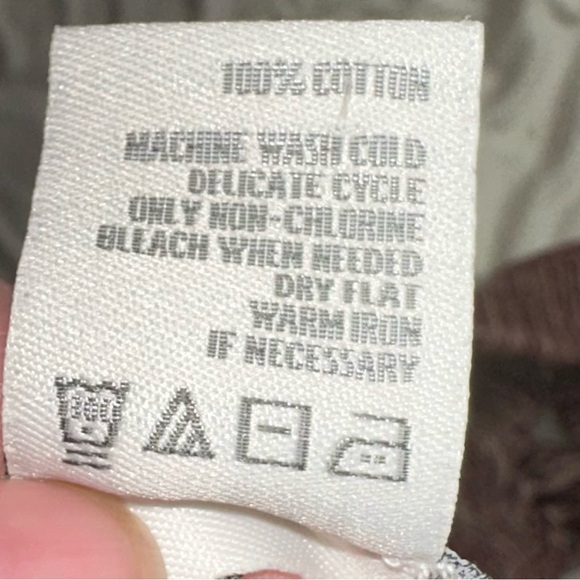 100% COTTON
MACHINE WASH COLD
DELICATE CYCLE
ONLY NON-CHLORINE
BLEACH WHEN NEEDED
DRY FLAT
WARM IRON
IF NECESSARY